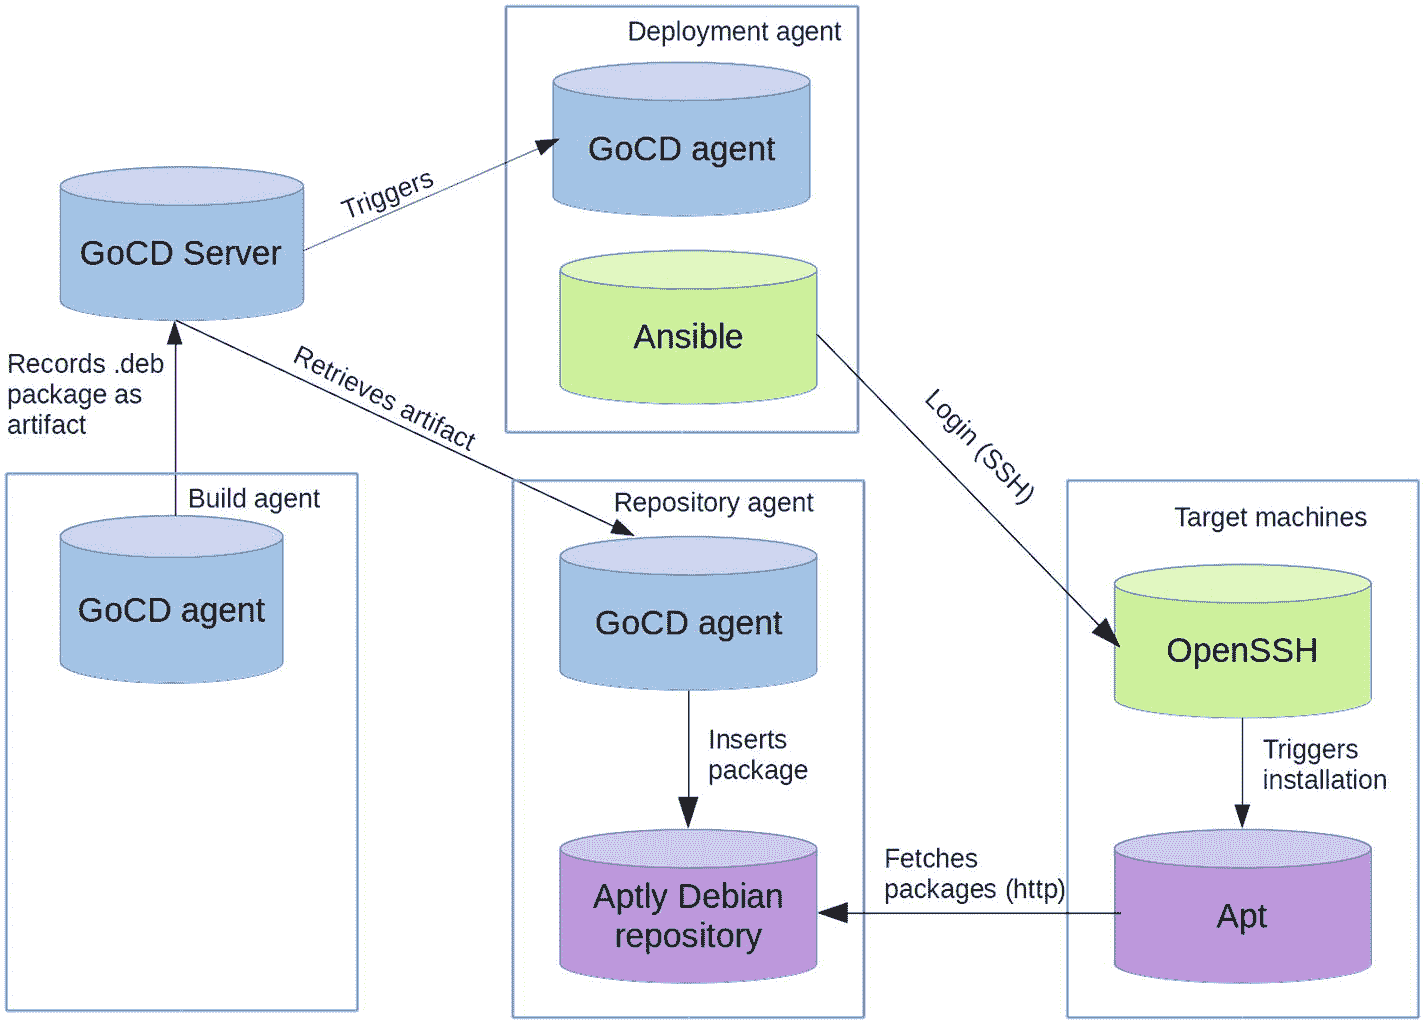 Deployment agent
GoCD agent
Triggers
GoCD Server
Ansible
Records .deb
package as
artifact
Retrieves artifact
Login (SSH)
Build agent
GoCD agent
Repository agent
GoCD agent
Target machines
OpenSSH
Inserts
package
Triggers
installation
Fetches
packages (http)
Aptly Debian
repository
Apt